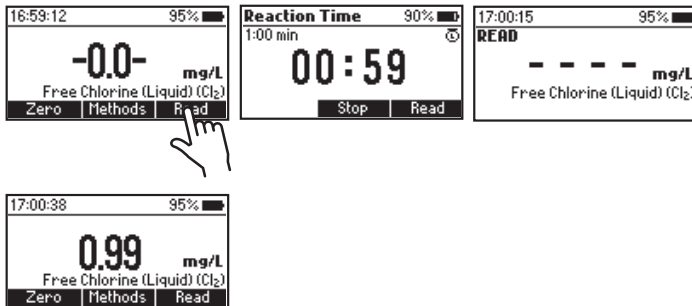 16:59:12 95%
-0.0- mg/L
Free Chlorine (Liquid) (Cl₂)
Zero Methods Read
Reaction Time 90%
1:00 min
00:59
Stop Read
17:00:15 95%
READ
- - - - mg/L
Free Chlorine (Liquid) (Cl₂)
17:00:38 95%
0.99 mg/L
Free Chlorine (Liquid) (Cl₂)
Zero Methods Read